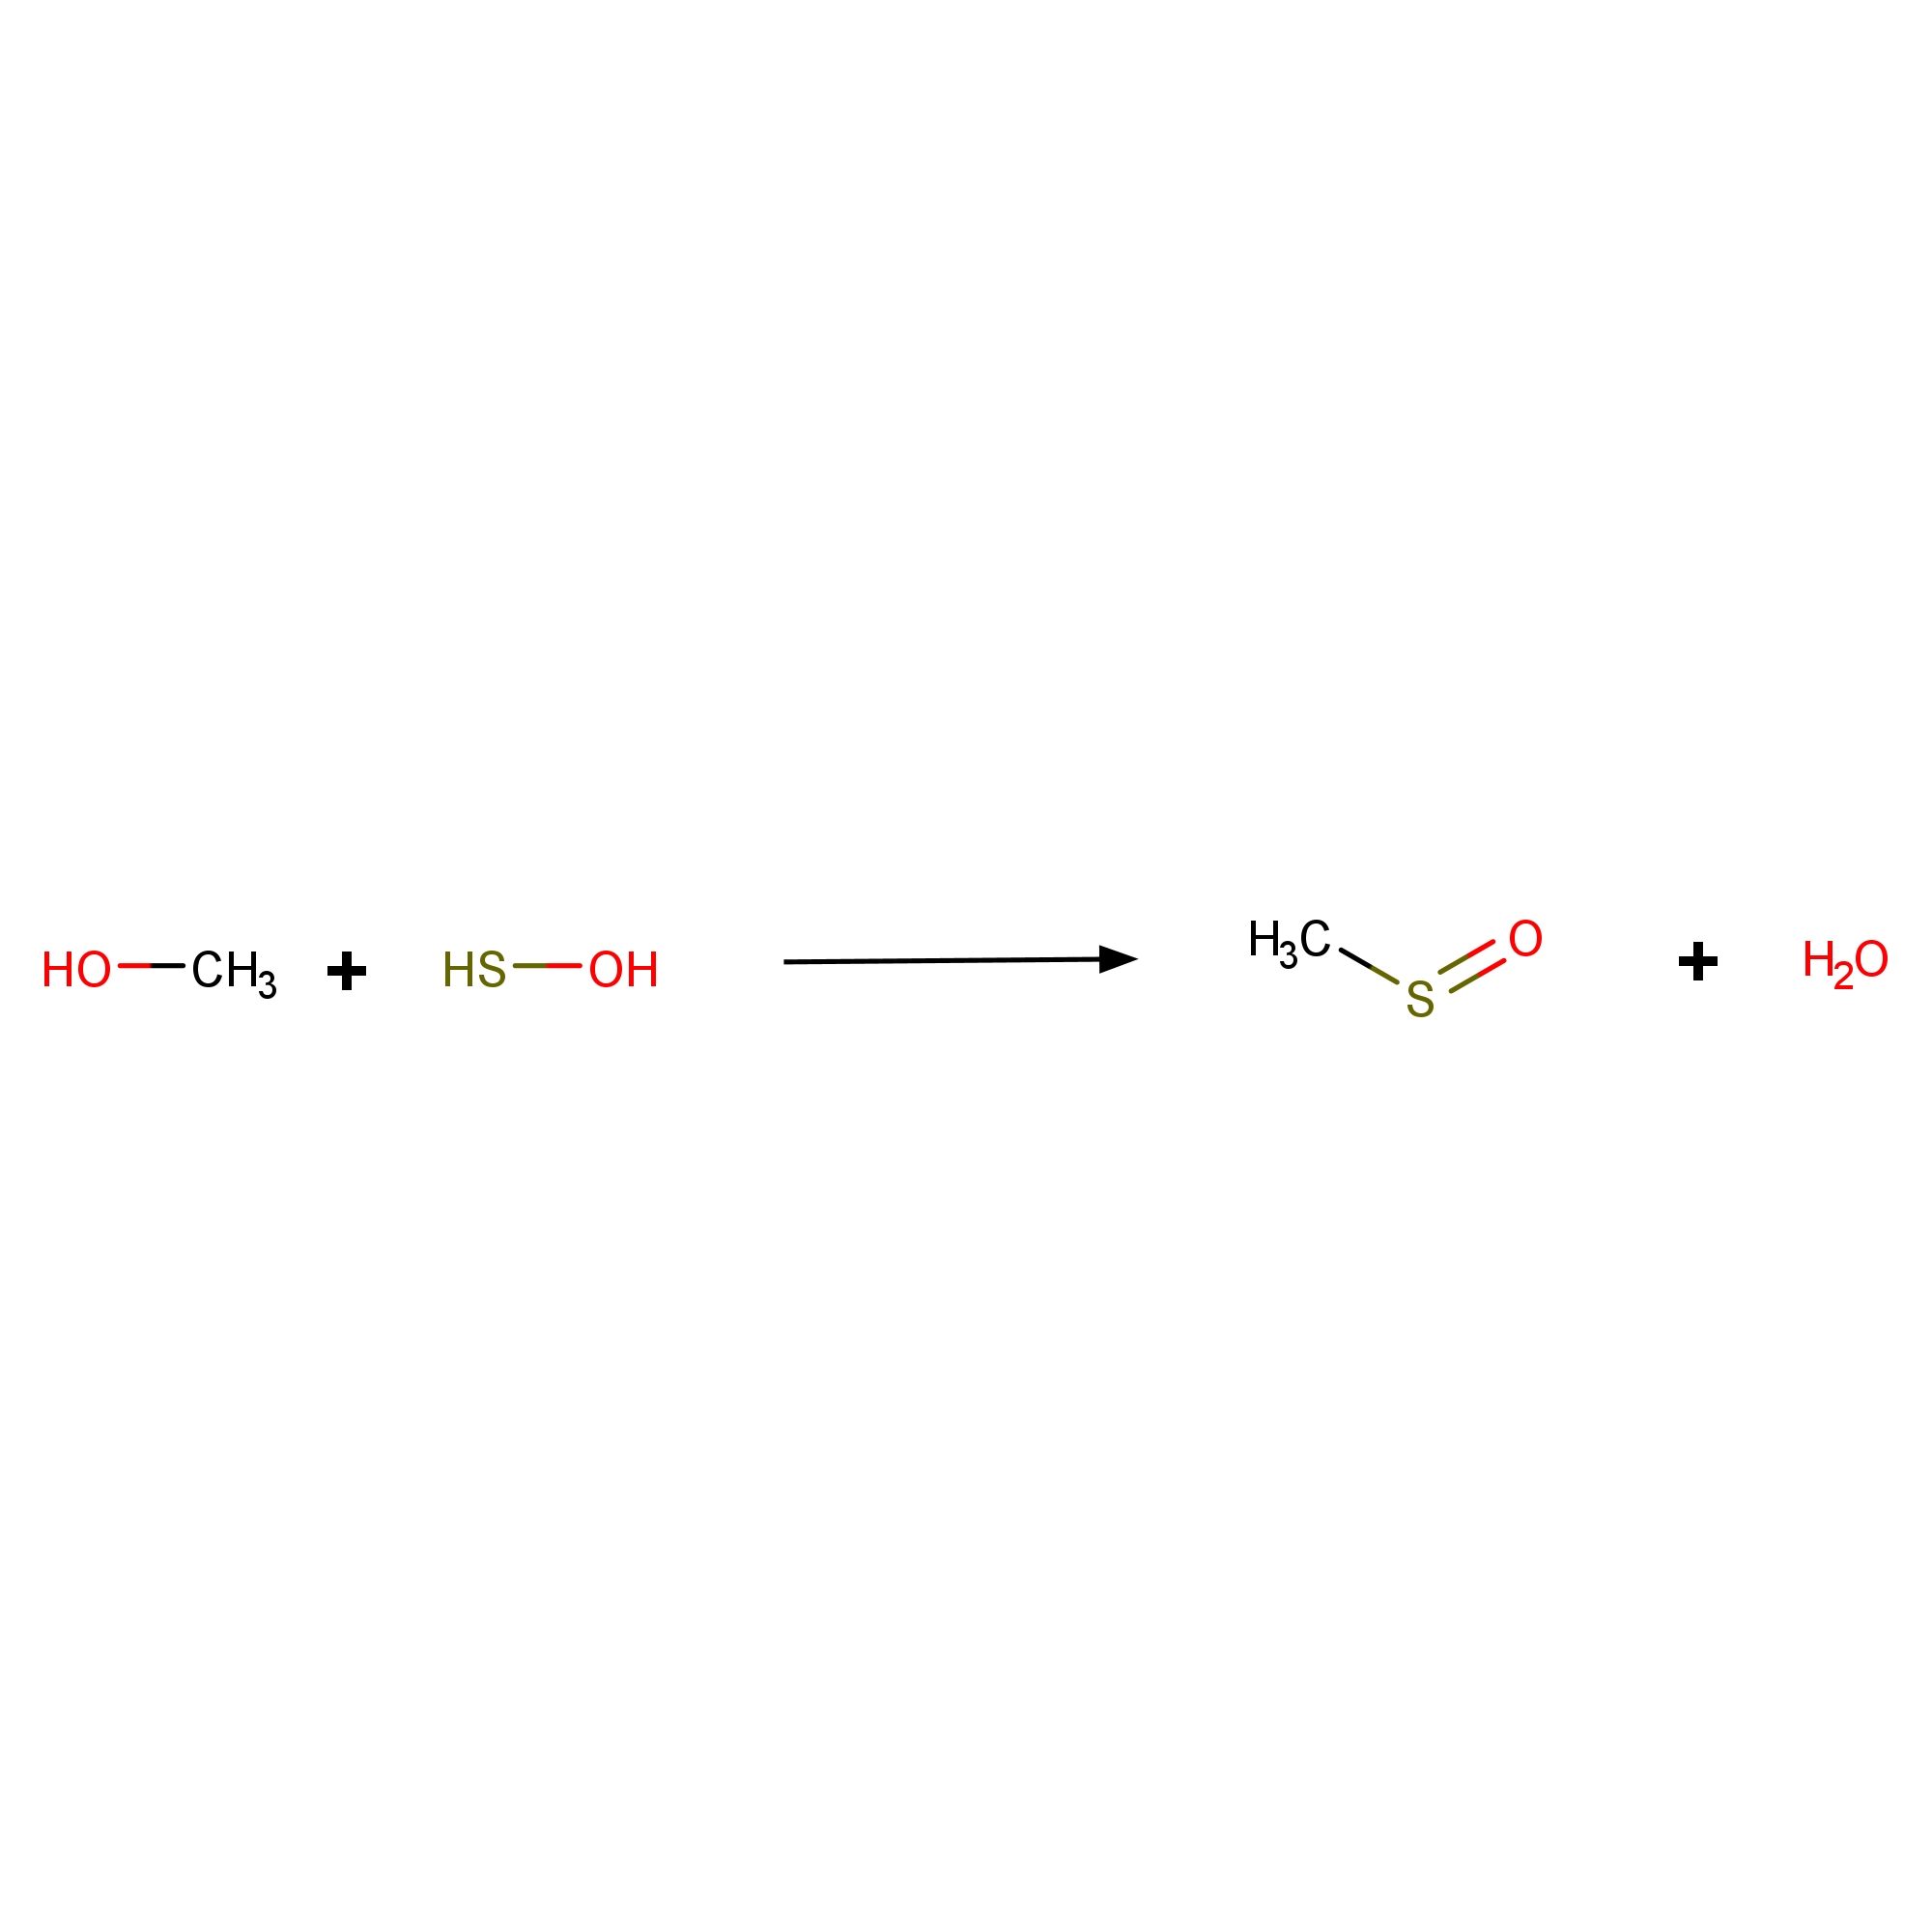 HO CH3 + HS OH H3C S O + H2O